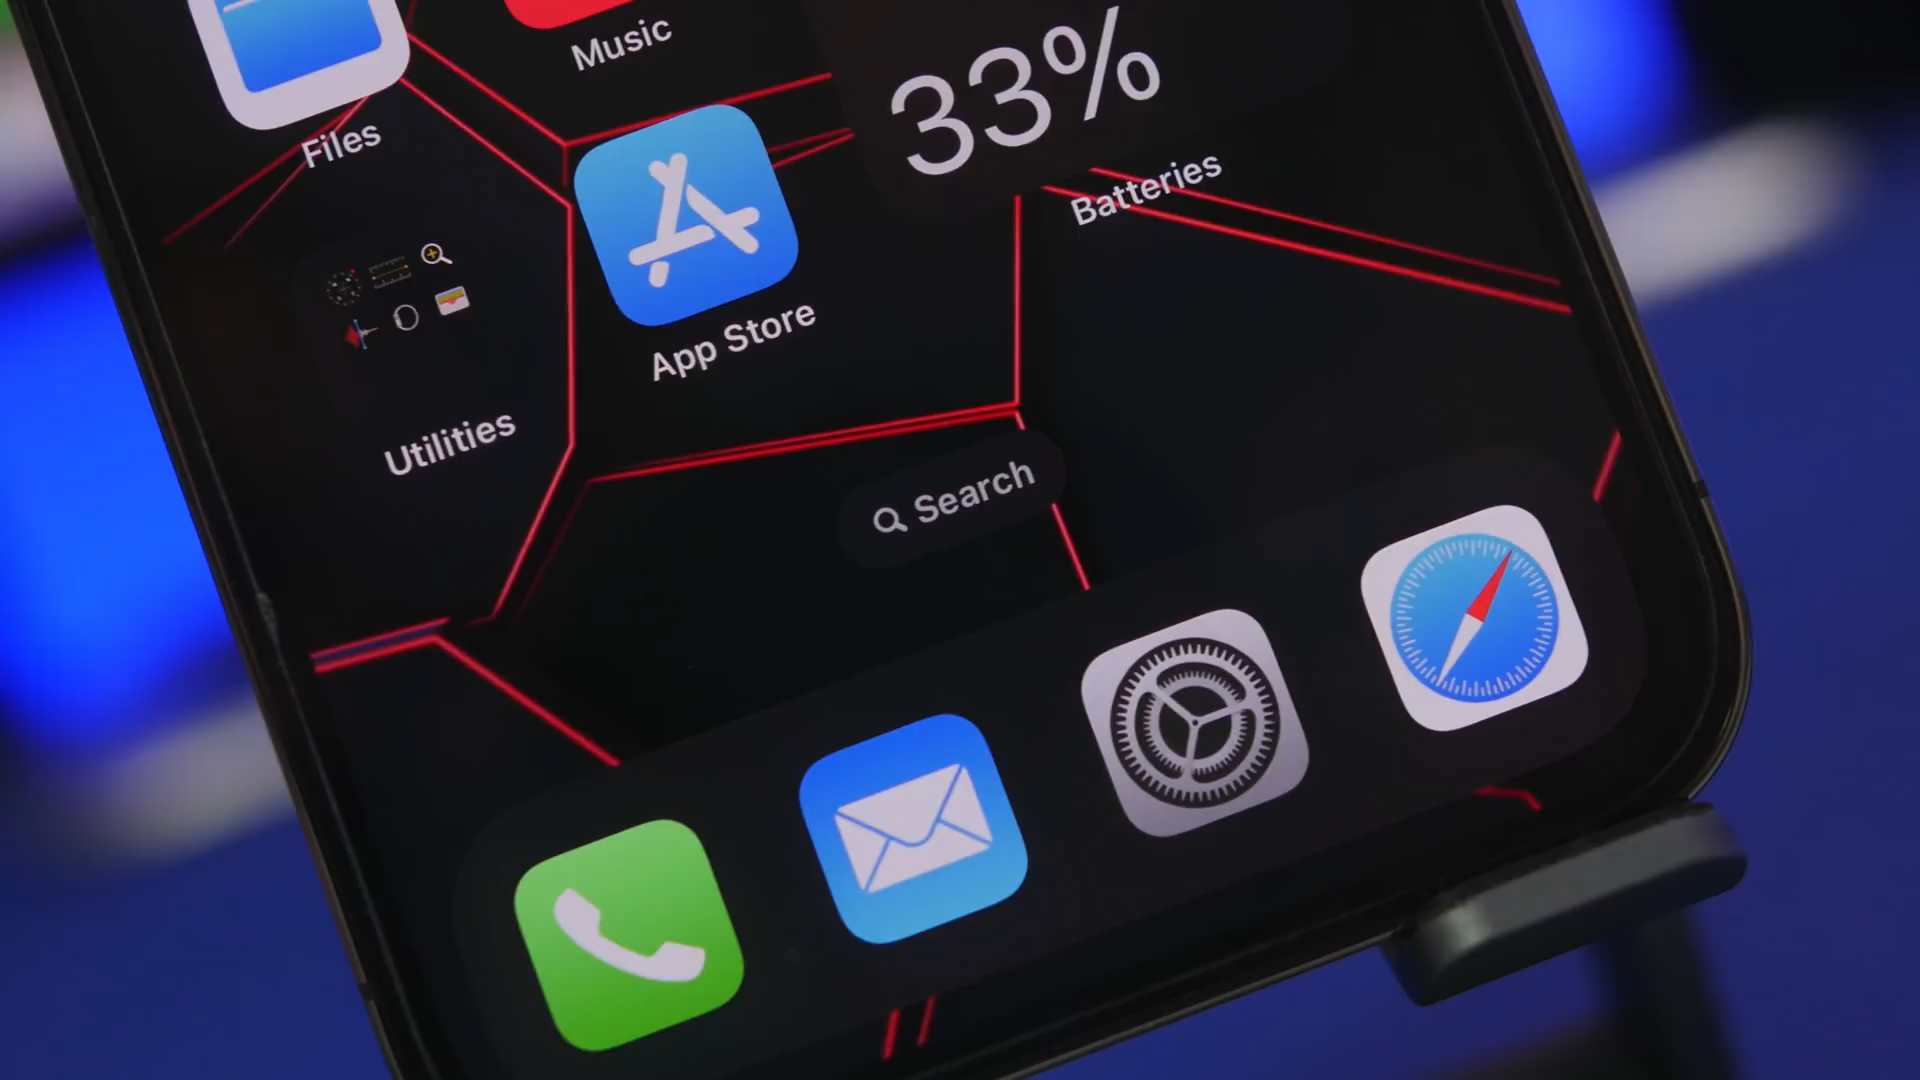 Music
33%
Files
Batteries
App Store
Utilities
Search